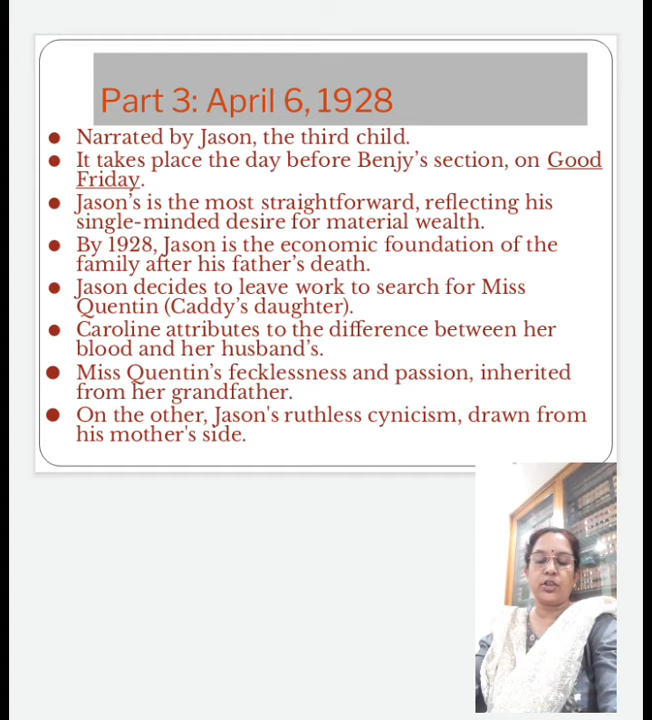 Part 3: April 6, 1928
● Narrated by Jason, the third child.
● It takes place the day before Benjy’s section, on Good
Friday.
● Jason’s is the most straightforward, reflecting his
single-minded desire for material wealth.
● By 1928, Jason is the economic foundation of the
family after his father’s death.
● Jason decides to leave work to search for Miss
Quentin (Caddy’s daughter).
● Caroline attributes to the difference between her
blood and her husband’s.
● Miss Quentin’s fecklessness and passion, inherited
from her grandfather.
● On the other, Jason's ruthless cynicism, drawn from
his mother's side.